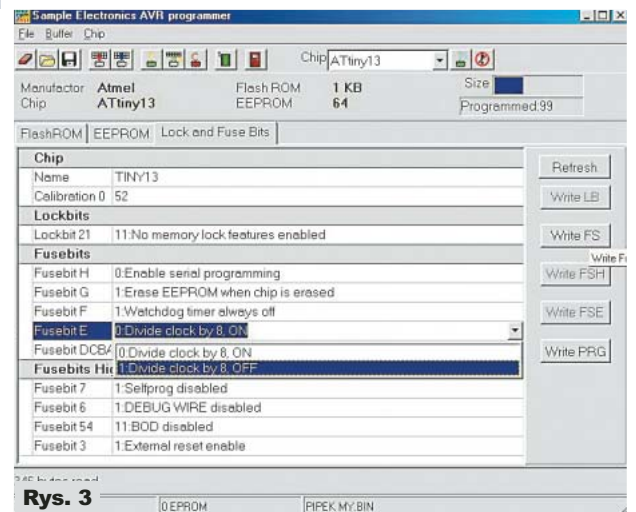 Sample Electronics AVR programmer
File Buffer Chip
Chip ATtiny13
Manufactor Atmel Flash ROM 1 KB Size
Chip ATtiny13 EEPROM 64 Programmed:99
FlashROM EEPROM Lock and Fuse Bits
Chip
Name TINY13
Calibration 0 52
Lockbits
Lockbit 21 11:No memory lock features enabled
Fusebits
Fusebit H 0:Enable serial programming
Fusebit G 1:Erase EEPROM when chip is erased
Fusebit F 1:Watchdog timer always off
Fusebit E 0:Divide clock by 8, ON
Fusebit DCBA 0:Divide clock by 8, ON
Fusebits Hi 1:Divide clock by 8, OFF
Fusebit 7 1:Selfprog disabled
Fusebit 6 1:DEBUG WIRE disabled
Fusebit 54 11:BOD disabled
Fusebit 3 1:External reset enable
Refresh
Write LB
Write FS
Write F
Write FSH
Write FSE
Write PRG
Rys. 3
0 EPROM PIPEK MY.BIN